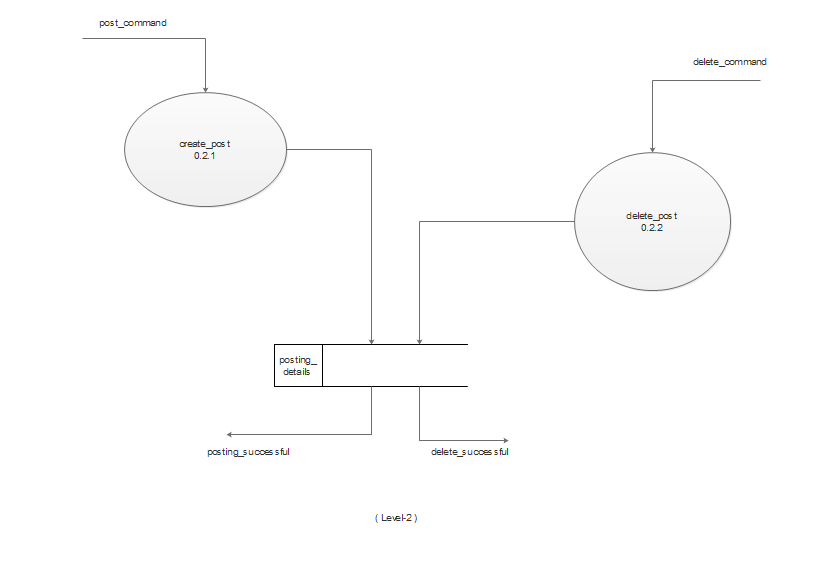 post_command
delete_command
create_post
0.2.1
delete_post
0.2.2
posting_
details
posting_successful
delete_successful
( Level-2 )